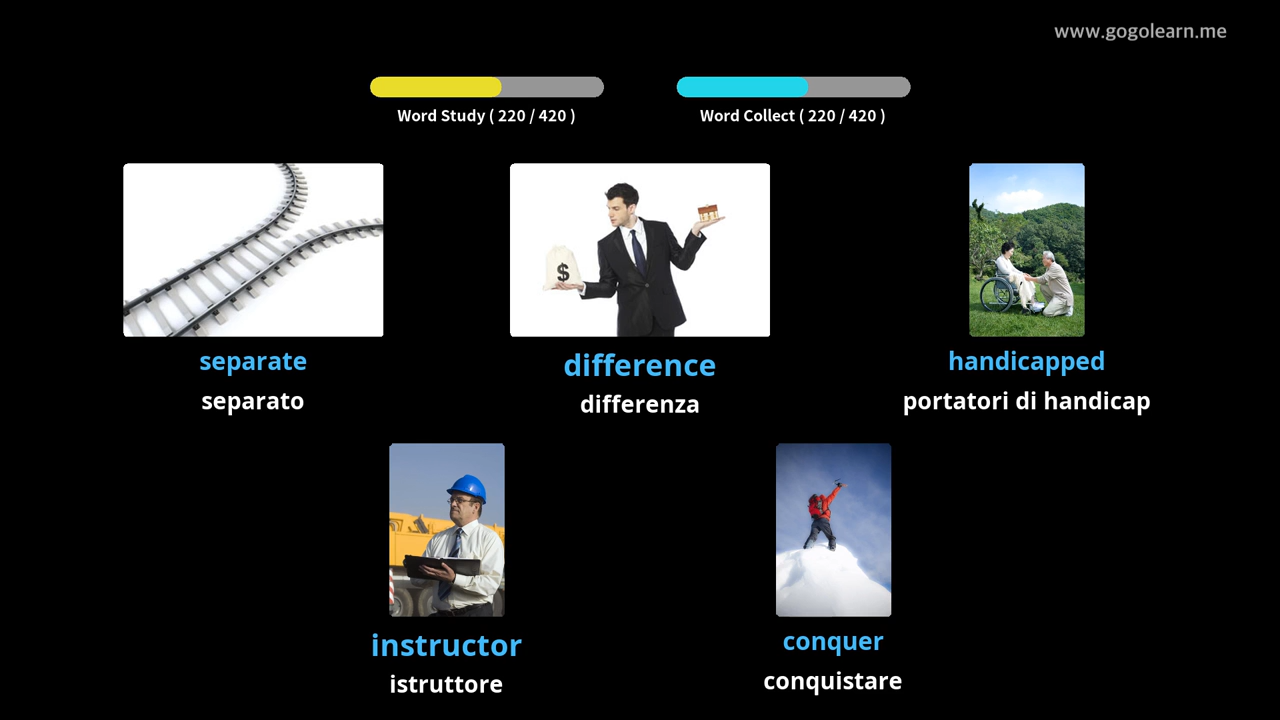 www.gogolearn.me
Word Study ( 220 / 420 )
Word Collect ( 220 / 420 )
$
separate
separato
difference
differenza
handicapped
portatori di handicap
instructor
istruttore
conquer
conquistare